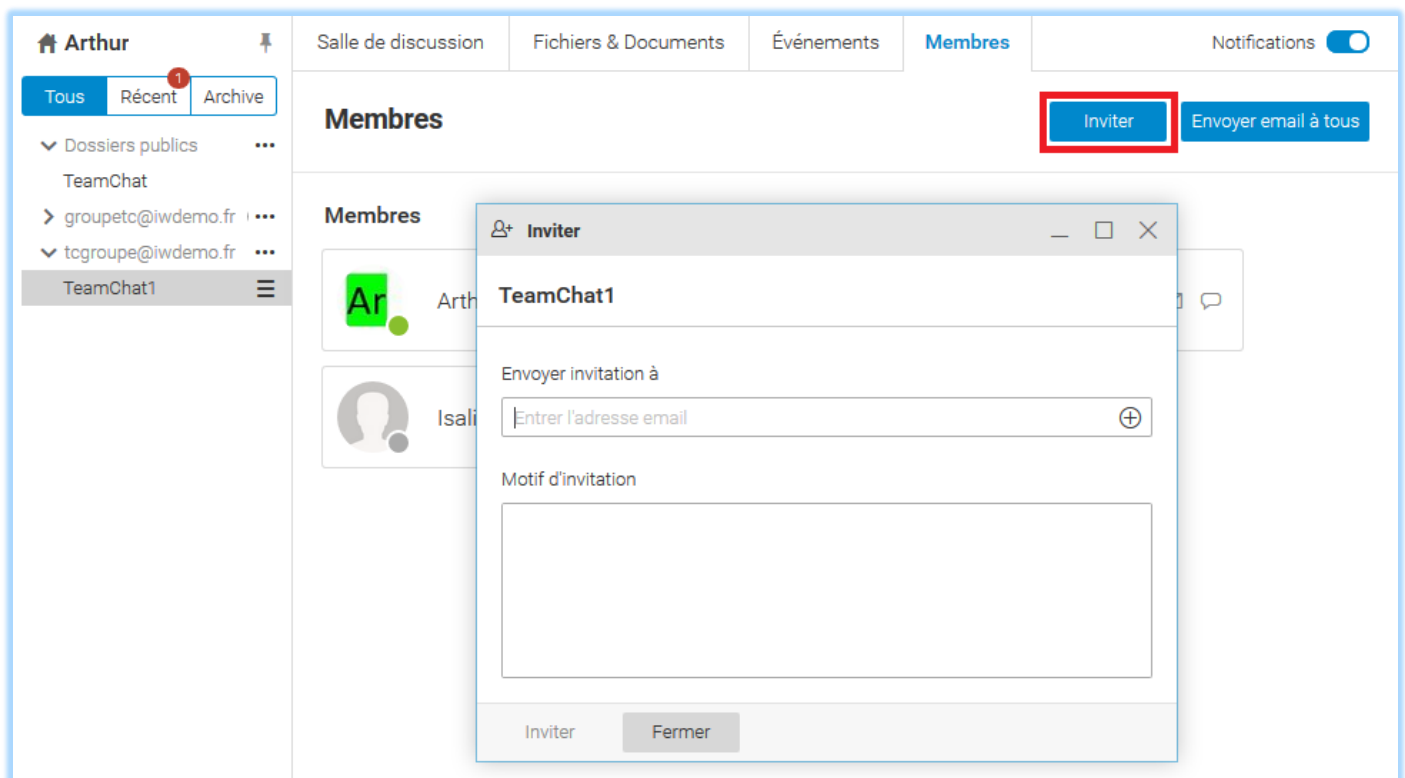 Arthur
Tous Récent 1 Archive
Dossiers publics
TeamChat
groupetc@iwdemo.fr
tcgroupe@iwdemo.fr
TeamChat1
Salle de discussion Fichiers & Documents Événements Membres Notifications
Membres
Inviter Envoyer email à tous
Membres
Ar Arth
Isali
Inviter
TeamChat1
Envoyer invitation à
Entrer l'adresse email
Motif d'invitation
Inviter Fermer